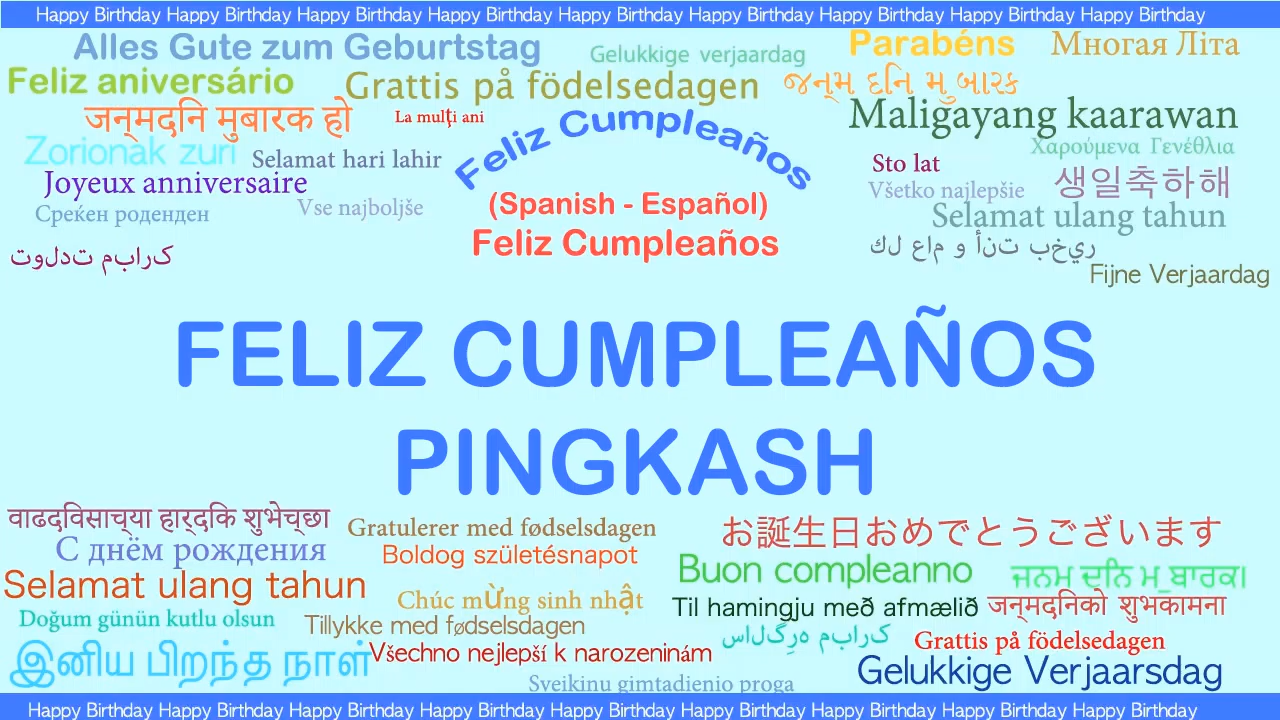 Happy Birthday Happy Birthday Happy Birthday Happy Birthday Happy Birthday Happy Birthday Happy Birthday Happy Birthday Happy Birthday
Alles Gute zum Geburtstag
Gelukkige verjaardag
Parabéns
Многая Літа
Feliz aniversário
Grattis på födelsedagen
જન્મ દિન મુબારક
जन्मदिन मुबारक हो
La mulţi ani
Feliz Cumpleaños
Maligayang kaarawan
Zorionak zuri
Selamat hari lahir
Χαρούμενα Γενέθλια
Sto lat
Joyeux anniversaire
(Spanish - Español)
Všetko najlepšie
생일축하해
Среќен роденден
Vse najboljše
Feliz Cumpleaños
Selamat ulang tahun
تولدت مبارک
كل عام و أنت بخير
Fijne Verjaardag
FELIZ CUMPLEAÑOS
PINGKASH
वाढदिवसाच्या हार्दिक शुभेच्छा
Gratulerer med fødselsdagen
お誕生日おめでとうございます
С днём рождения
Boldog születésnapot
Buon compleanno
ਜਨਮ ਦਿਨ ਮੁਬਾਰਕ।
Selamat ulang tahun
Chúc mừng sinh nhật
Til hamingju með afmælið
जन्मदिनको शुभकामना
Doğum günün kutlu olsun
Tillykke med fødselsdagen
سالگرہ مبارک
Grattis på födelsedagen
இனிய பிறந்த நாள்
Všechno nejlepší k narozeninám
Gelukkige Verjaarsdag
Sveikinu gimtadienio proga
Happy Birthday Happy Birthday Happy Birthday Happy Birthday Happy Birthday Happy Birthday Happy Birthday Happy Birthday Happy Birthday